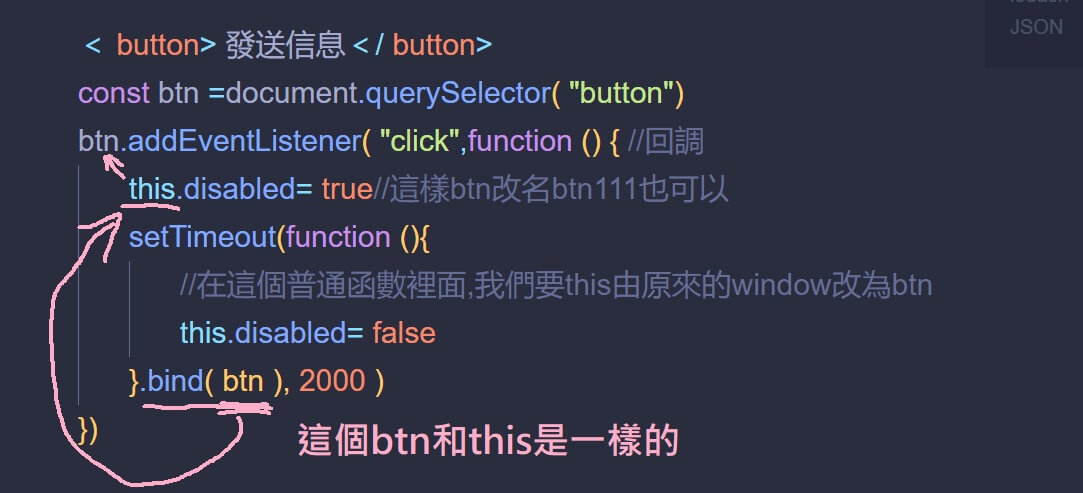 JSON
< button> 發送信息 </ button>
const btn =document.querySelector( "button")
btn.addEventListener( "click",function () { //回調
this.disabled= true//這樣btn改名btn111也可以
setTimeout(function (){
//在這個普通函數裡面,我們要this由原來的window改為btn
this.disabled= false
}.bind( btn ), 2000 )
})
這個btn和this是一樣的